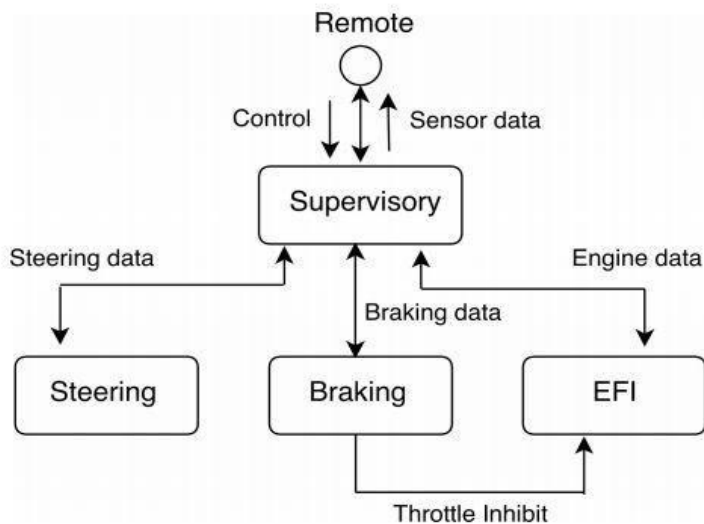 Remote
Control
Sensor data
Supervisory
Steering data
Engine data
Braking data
Steering
Braking
EFI
Throttle Inhibit